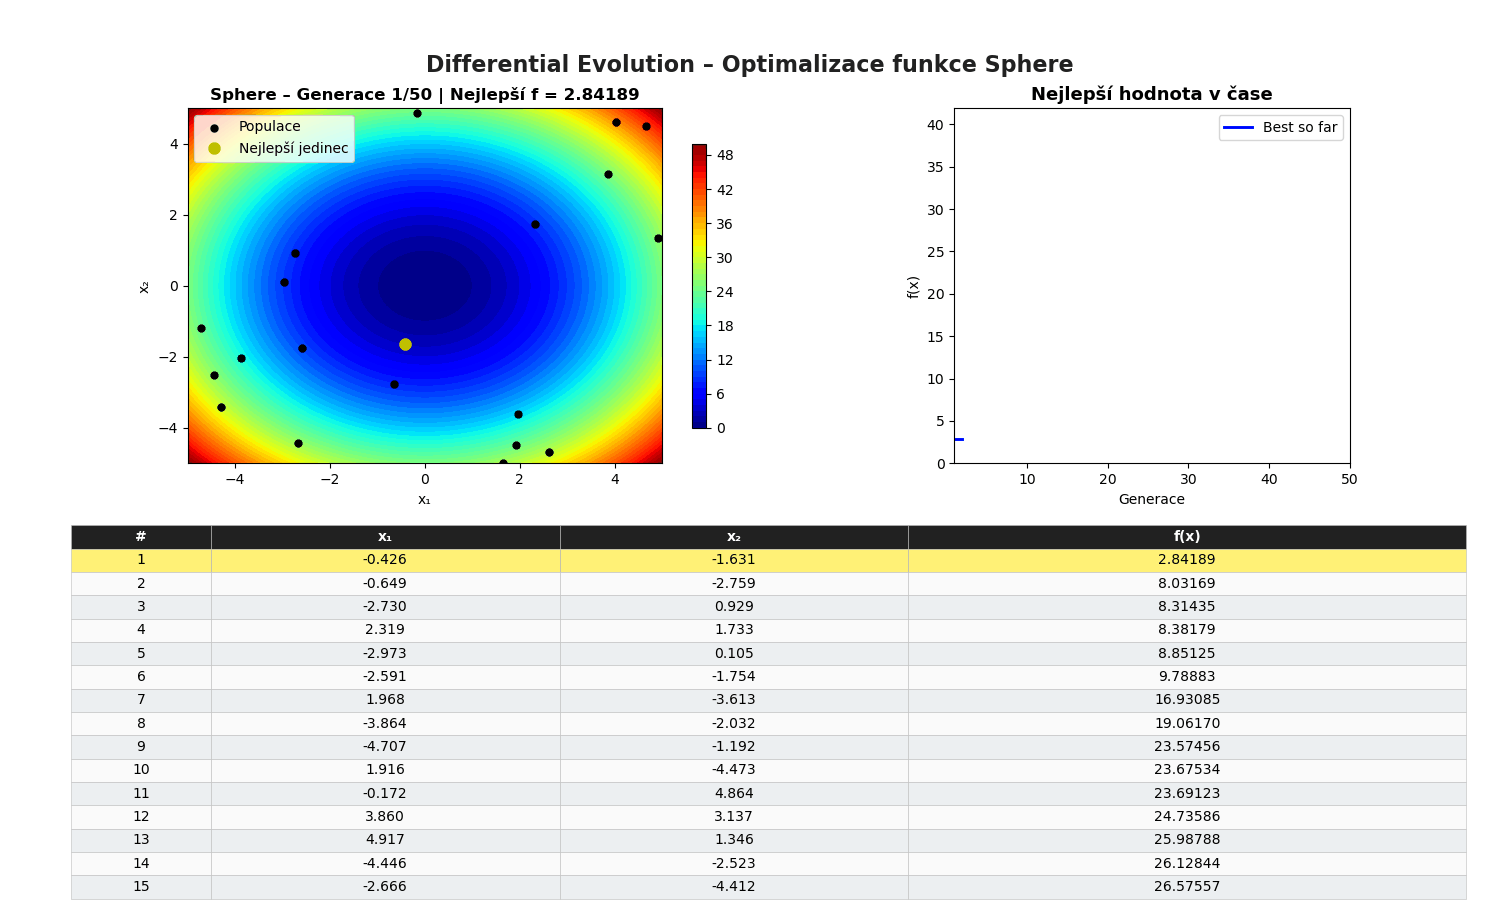 Differential Evolution – Optimalizace funkce Sphere
Sphere – Generace 1/50 | Nejlepší f = 2.84189
Populace
Nejlepší jedinec
4
2
0
−2
−4
x₂
−4 −2 0 2 4
x₁
48
42
36
30
24
18
12
6
0
Nejlepší hodnota v čase
Best so far
40
35
30
25
20
15
10
5
0
f(x)
10 20 30 40 50
Generace
# x₁ x₂ f(x)
1 -0.426 -1.631 2.84189
2 -0.649 -2.759 8.03169
3 -2.730 0.929 8.31435
4 2.319 1.733 8.38179
5 -2.973 0.105 8.85125
6 -2.591 -1.754 9.78883
7 1.968 -3.613 16.93085
8 -3.864 -2.032 19.06170
9 -4.707 -1.192 23.57456
10 1.916 -4.473 23.67534
11 -0.172 4.864 23.69123
12 3.860 3.137 24.73586
13 4.917 1.346 25.98788
14 -4.446 -2.523 26.12844
15 -2.666 -4.412 26.57557